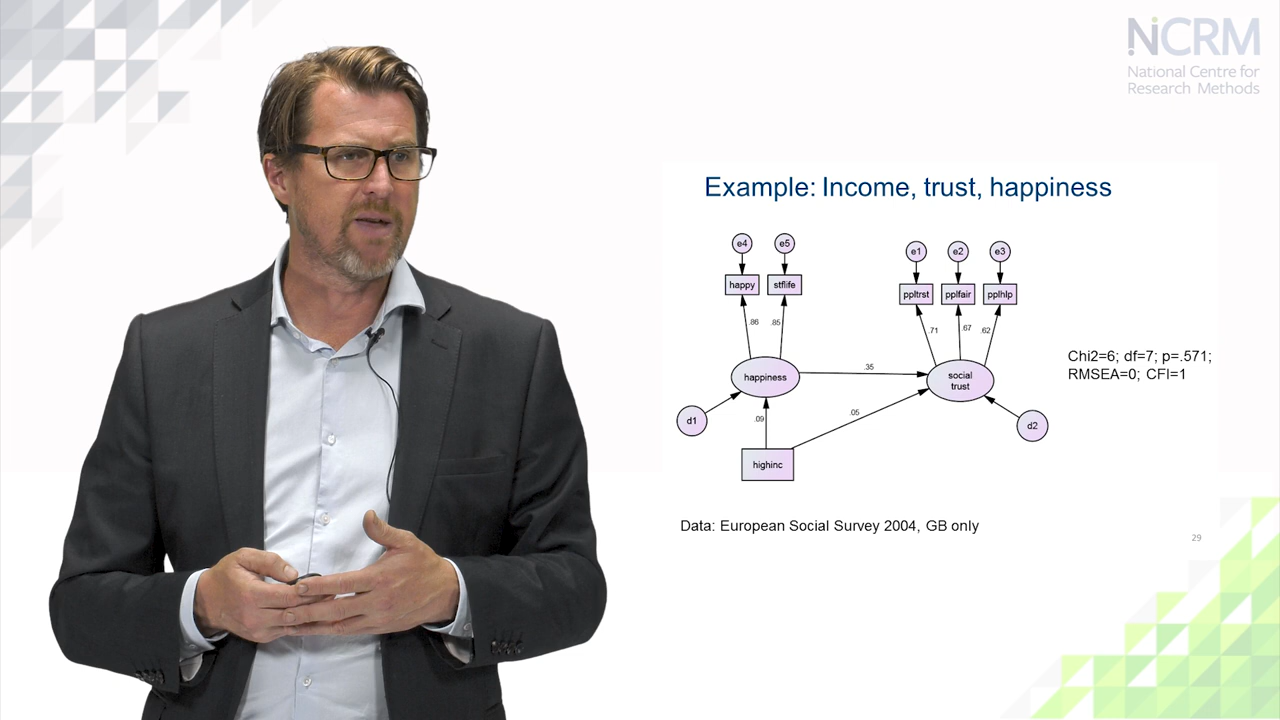 NCRM
National Centre for
Research Methods
Example: Income, trust, happiness
e4
e5
e1
e2
e3
happy
stflife
ppltrst
pplfair
pplhlp
.86
.85
.71
.67
.62
happiness
.35
social
trust
Chi2=6; df=7; p=.571;
RMSEA=0; CFI=1
d1
.09
.05
d2
highinc
Data: European Social Survey 2004, GB only
29